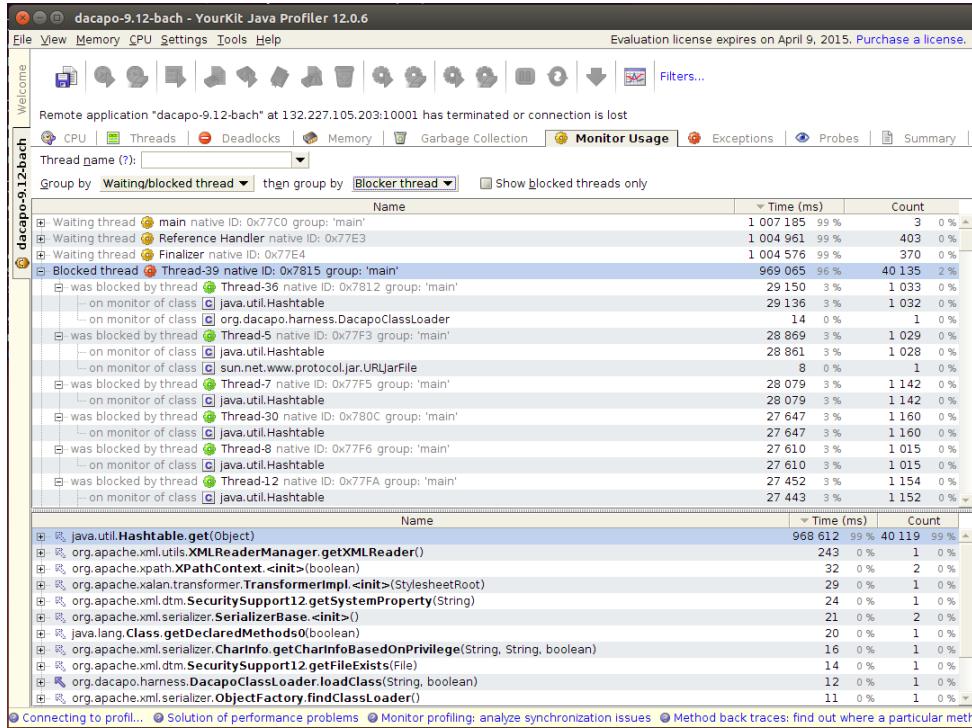 dacapo-9.12-bach - YourKit Java Profiler 12.0.6
File View Memory CPU Settings Tools Help Evaluation license expires on April 9, 2015. Purchase a license.
Welcome
Filters...
Remote application "dacapo-9.12-bach" at 132.227.105.203:10001 has terminated or connection is lost
dacapo-9.12-bach
CPU Threads Deadlocks Memory Garbage Collection Monitor Usage Exceptions Probes Summary
Thread name (?):
Group by Waiting/blocked thread then group by Blocker thread Show blocked threads only
Name Time (ms) Count
Waiting thread main native ID: 0x77C0 group: 'main' 1 007 185 99 % 3 0 %
Waiting thread Reference Handler native ID: 0x77E3 1 004 961 99 % 403 0 %
Waiting thread Finalizer native ID: 0x77E4 1 004 576 99 % 370 0 %
Blocked thread Thread-39 native ID: 0x7815 group: 'main' 969 065 96 % 40 135 2 %
was blocked by thread Thread-36 native ID: 0x7812 group: 'main' 29 150 3 % 1 033 0 %
on monitor of class java.util.Hashtable 29 136 3 % 1 032 0 %
on monitor of class org.dacapo.harness.DacapoClassLoader 14 0 % 1 0 %
was blocked by thread Thread-5 native ID: 0x77F3 group: 'main' 28 869 3 % 1 029 0 %
on monitor of class java.util.Hashtable 28 861 3 % 1 028 0 %
on monitor of class sun.net.www.protocol.jar.URLJarFile 8 0 % 1 0 %
was blocked by thread Thread-7 native ID: 0x77F5 group: 'main' 28 079 3 % 1 142 0 %
on monitor of class java.util.Hashtable 28 079 3 % 1 142 0 %
was blocked by thread Thread-30 native ID: 0x780C group: 'main' 27 647 3 % 1 160 0 %
on monitor of class java.util.Hashtable 27 647 3 % 1 160 0 %
was blocked by thread Thread-8 native ID: 0x77F6 group: 'main' 27 610 3 % 1 015 0 %
on monitor of class java.util.Hashtable 27 610 3 % 1 015 0 %
was blocked by thread Thread-12 native ID: 0x77FA group: 'main' 27 452 3 % 1 154 0 %
on monitor of class java.util.Hashtable 27 443 3 % 1 152 0 %
Name Time (ms) Count
java.util.Hashtable.get(Object) 968 612 99 % 40 119 99 %
org.apache.xml.utils.XMLReaderManager.getXMLReader() 243 0 % 1 0 %
org.apache.xpath.XPathContext.<init>(boolean) 32 0 % 2 0 %
org.apache.xalan.transformer.TransformerImpl.<init>(StylesheetRoot) 29 0 % 1 0 %
org.apache.xml.dtm.SecuritySupport12.getSystemProperty(String) 24 0 % 1 0 %
org.apache.xml.serializer.SerializerBase.<init>() 21 0 % 2 0 %
java.lang.Class.getDeclaredMethods0(boolean) 20 0 % 1 0 %
org.apache.xml.serializer.CharInfo.getCharInfoBasedOnPrivilege(String, String, boolean) 16 0 % 1 0 %
org.apache.xml.dtm.SecuritySupport12.getFileExists(File) 14 0 % 1 0 %
org.dacapo.harness.DacapoClassLoader.loadClass(String, boolean) 12 0 % 1 0 %
org.apache.xml.serializer.ObjectFactory.findClassLoader() 11 0 % 1 0 %
Connecting to profil... Solution of performance problems Monitor profiling: analyze synchronization issues Method back traces: find out where a particular meth